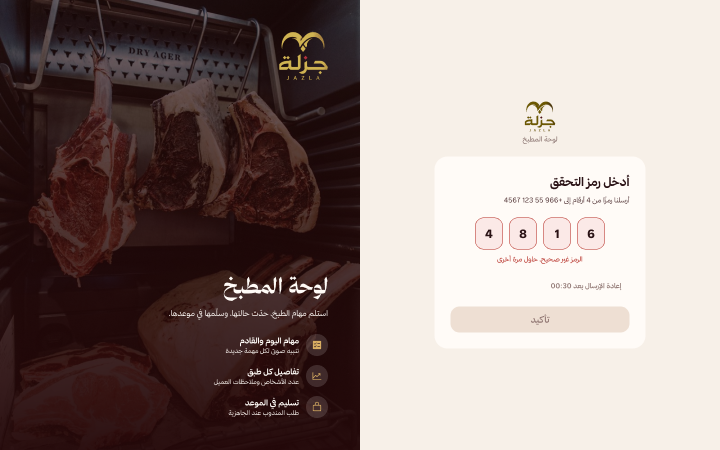 DRY AGER
جزلة
JAZLA
لوحة المطبخ
استلم مهام الطبخ، حدّث حالتها، وسلّمها في موعدها.
مهام اليوم والقادم
تنبيه صوتي لكل مهمة جديدة
تفاصيل كل طبق
عدد الأشخاص وملاحظات العميل
تسليم في الموعد
طلب المندوب عند الجاهزية
جزلة
JAZLA
لوحة المطبخ
أدخل رمز التحقق
أرسلنا رمزًا من 4 أرقام إلى +966 55 123 4567
4 8 1 6
الرمز غير صحيح. حاول مرة أخرى
إعادة الإرسال بعد 00:30
تأكيد